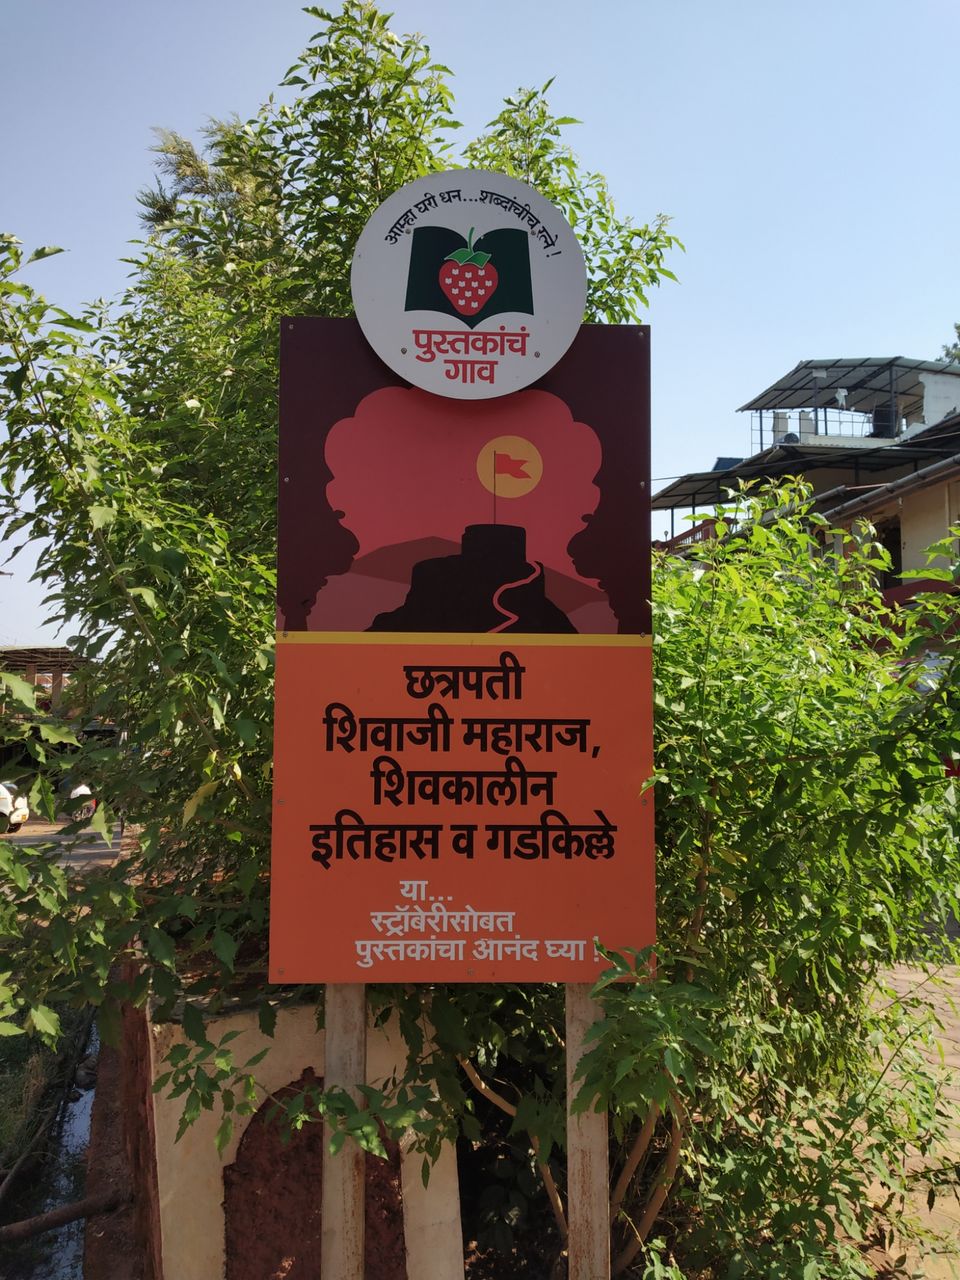 आम्हा घरी धन...शब्दांचीच रत्ने !
पुस्तकांचं
गाव
छत्रपती
शिवाजी महाराज,
शिवकालीन
इतिहास व गडकिल्ले
या...
स्ट्रॉबेरीसोबत
पुस्तकांचा आनंद घ्या !